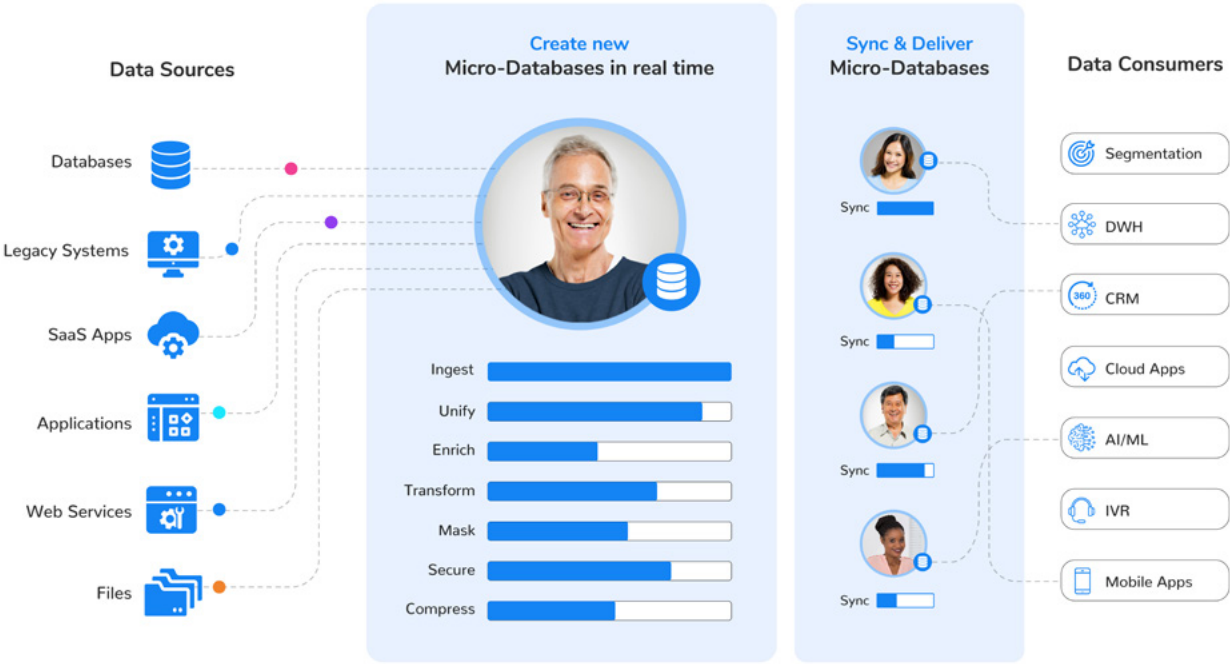 Data Sources
Databases
Legacy Systems
SaaS Apps
Applications
Web Services
Files
Create new
Micro-Databases in real time
Ingest
Unify
Enrich
Transform
Mask
Secure
Compress
Sync & Deliver
Micro-Databases
Sync
Sync
Sync
Sync
Data Consumers
Segmentation
DWH
360
CRM
Cloud Apps
AI/ML
IVR
Mobile Apps